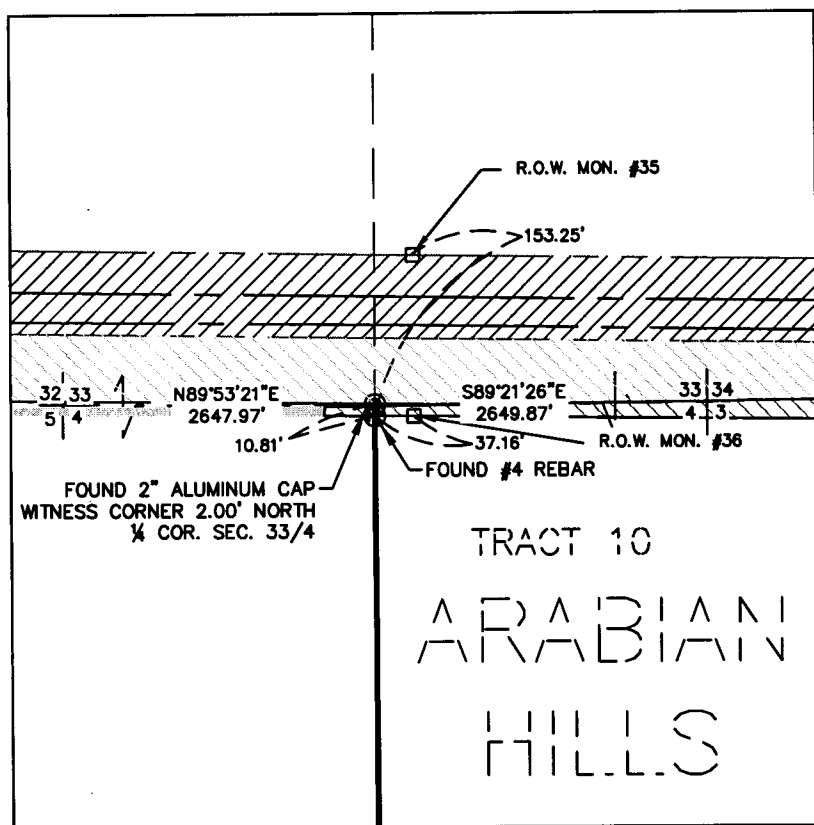 R.O.W. MON. #35
153.25'
32 33
5 4
N89°53'21"E
2647.97'
S89°21'26"E
2649.87'
33 34
4 3
10.81'
37.16'
R.O.W. MON. #36
FOUND #4 REBAR
FOUND 2" ALUMINUM CAP
WITNESS CORNER 2.00' NORTH
¼ COR. SEC. 33/4
TRACT 10
ARABIAN
HILLS